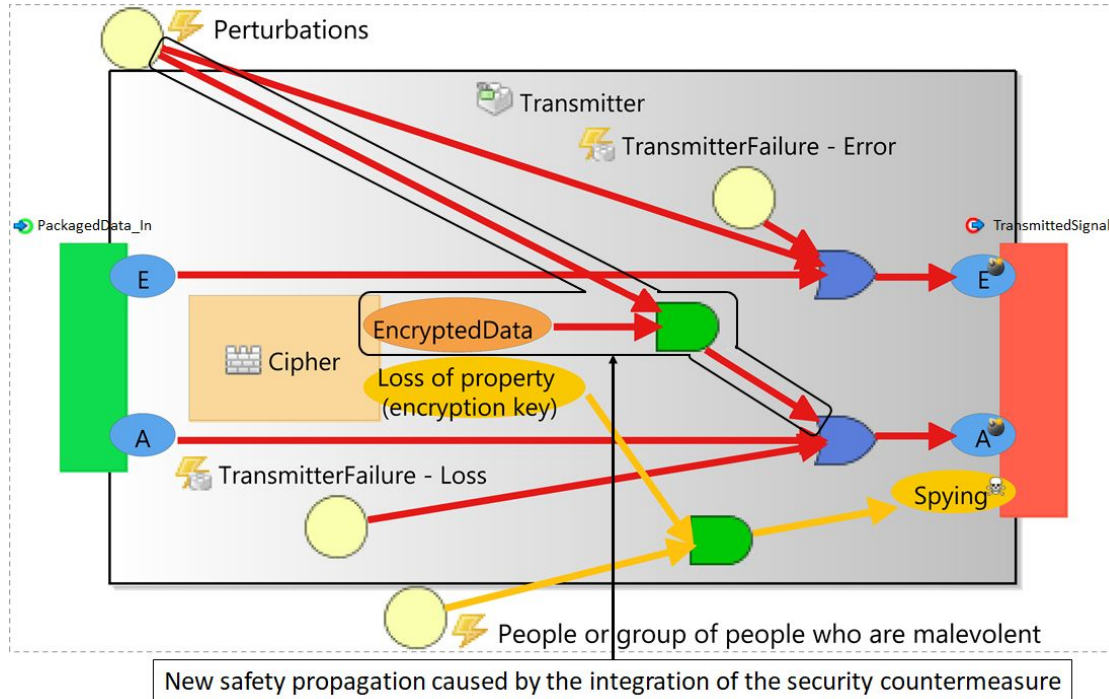 Perturbations
Transmitter
TransmitterFailure - Error
PackagedData_In
TransmittedSignal
E
E
EncryptedData
Cipher
Loss of property
(encryption key)
A
A
TransmitterFailure - Loss
Spying
People or group of people who are malevolent
New safety propagation caused by the integration of the security countermeasure